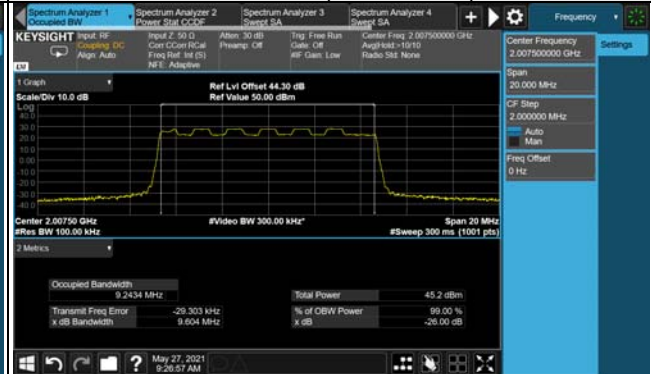 Spectrum Analyzer 1
Occupied BW
Spectrum Analyzer 2
Power Stat CCDF
Spectrum Analyzer 3
Swept SA
Spectrum Analyzer 4
Swept SA
Frequency
KEYSIGHT
Input: RF
Coupling: DC
Align: Auto
Input Z: 50 Ω
Corr CCorr RCal
Freq Ref: Int (S)
NFE: Adaptive
Atten: 30 dB
Preamp: Off
Trig: Free Run
Gate: Off
#IF Gain: Low
Center Freq: 2.007500000 GHz
Avg|Hold:>10/10
Radio Std: None
Center Frequency
2.007500000 GHz
Settings
Span
20.000 MHz
CF Step
2.000000 MHz
Auto
Man
Freq Offset
0 Hz
1 Graph
Scale/Div 10.0 dB
Ref Lvl Offset 44.30 dB
Ref Value 50.00 dBm
Log
40.0
30.0
20.0
10.0
0.00
-10.0
-20.0
-30.0
-40.0
Center 2.00750 GHz
#Res BW 100.00 kHz
#Video BW 300.00 kHz*
Span 20 MHz
#Sweep 300 ms (1001 pts)
2 Metrics
Occupied Bandwidth
9.2434 MHz
Total Power 45.2 dBm
Transmit Freq Error -29.303 kHz
% of OBW Power 99.00 %
x dB Bandwidth 9.604 MHz
x dB -26.00 dB
?
May 27, 2021
9:26:57 AM